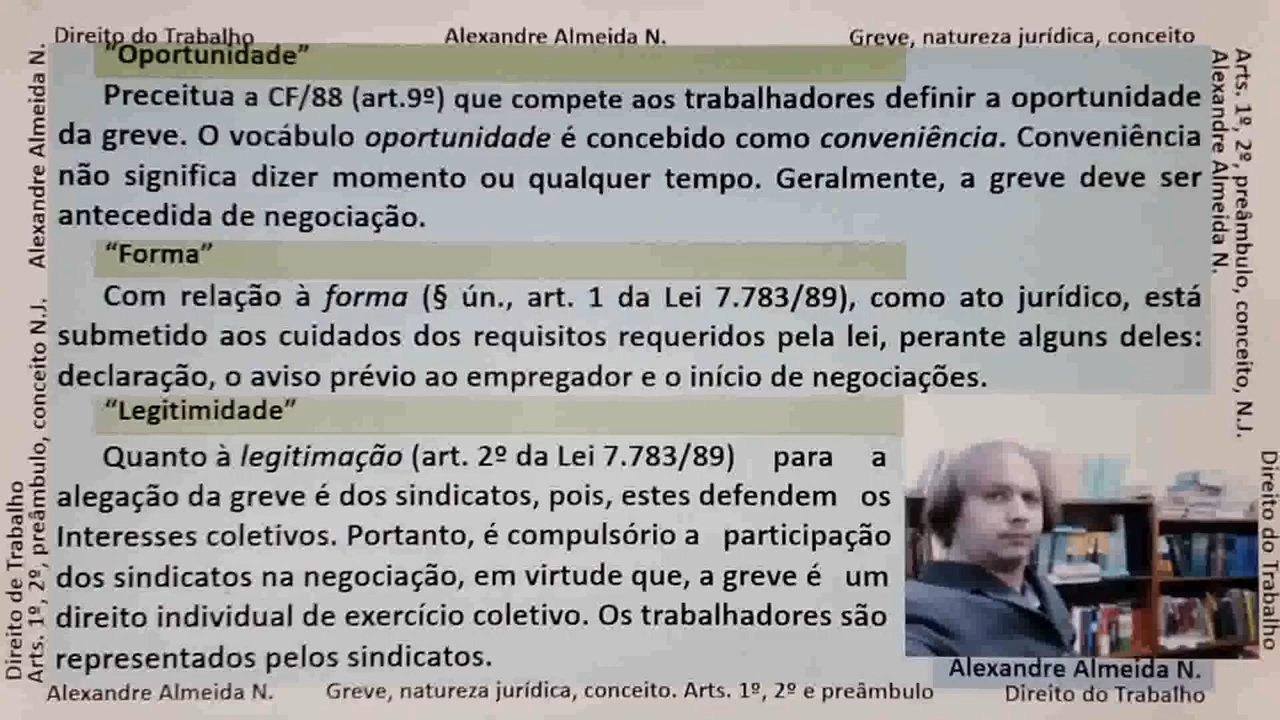 Direito do Trabalho
Alexandre Almeida N.
Greve, natureza jurídica, conceito
“Oportunidade”
Preceitua a CF/88 (art.9º) que compete aos trabalhadores definir a oportunidade
da greve. O vocábulo oportunidade é concebido como conveniência. Conveniência
não significa dizer momento ou qualquer tempo. Geralmente, a greve deve ser
antecedida de negociação.
“Forma”
Com relação à forma (§ ún., art. 1 da Lei 7.783/89), como ato jurídico, está
submetido aos cuidados dos requisitos requeridos pela lei, perante alguns deles:
declaração, o aviso prévio ao empregador e o início de negociações.
“Legitimidade”
Quanto à legitimação (art. 2º da Lei 7.783/89) para a
alegação da greve é dos sindicatos, pois, estes defendem os
Interesses coletivos. Portanto, é compulsório a participação
dos sindicatos na negociação, em virtude que, a greve é um
direito individual de exercício coletivo. Os trabalhadores são
representados pelos sindicatos.
Alexandre Almeida N.
Alexandre Almeida N.
Greve, natureza jurídica, conceito. Arts. 1º, 2º e preâmbulo
Direito do Trabalho
Direito de Trabalho
Arts. 1º, 2º, preâmbulo, conceito N.J. Alexandre Almeida N.
Arts. 1º, 2º, preâmbulo, conceito, N.J.
Alexandre Almeida N.
Direito do Trabalho